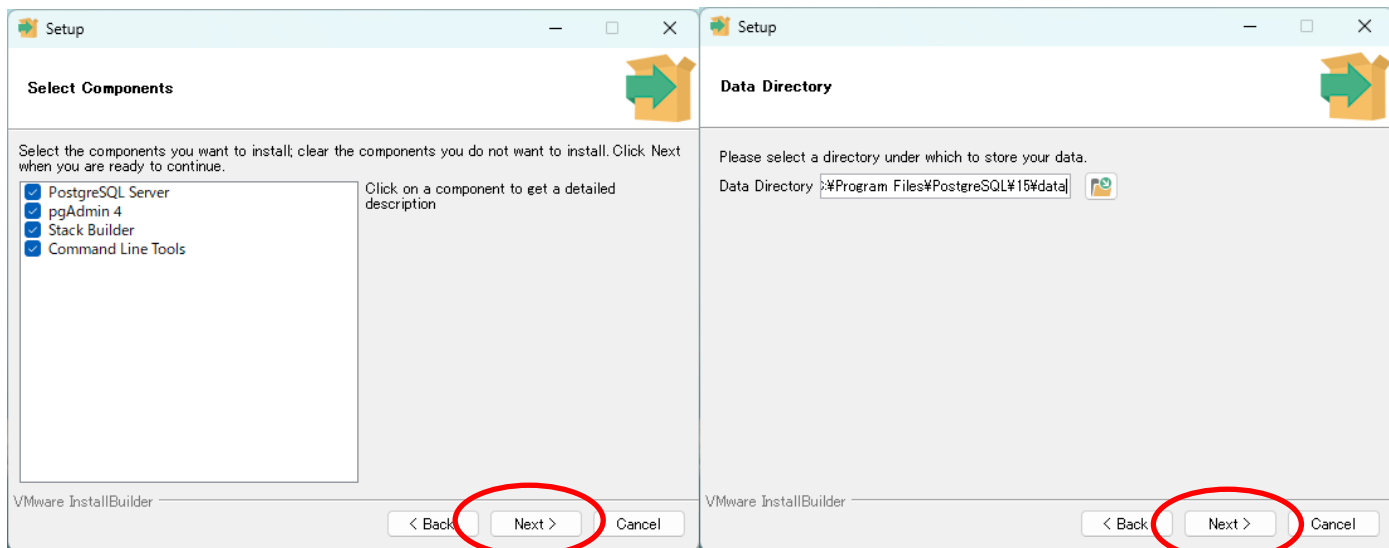 Setup
Select Components
Select the components you want to install; clear the components you do not want to install. Click Next
when you are ready to continue.
PostgreSQL Server
pgAdmin 4
Stack Builder
Command Line Tools
Click on a component to get a detailed
description
VMware InstallBuilder
< Back
Next >
Cancel
Setup
Data Directory
Please select a directory under which to store your data.
Data Directory
:¥Program Files¥PostgreSQL¥15¥data
VMware InstallBuilder
< Back
Next >
Cancel